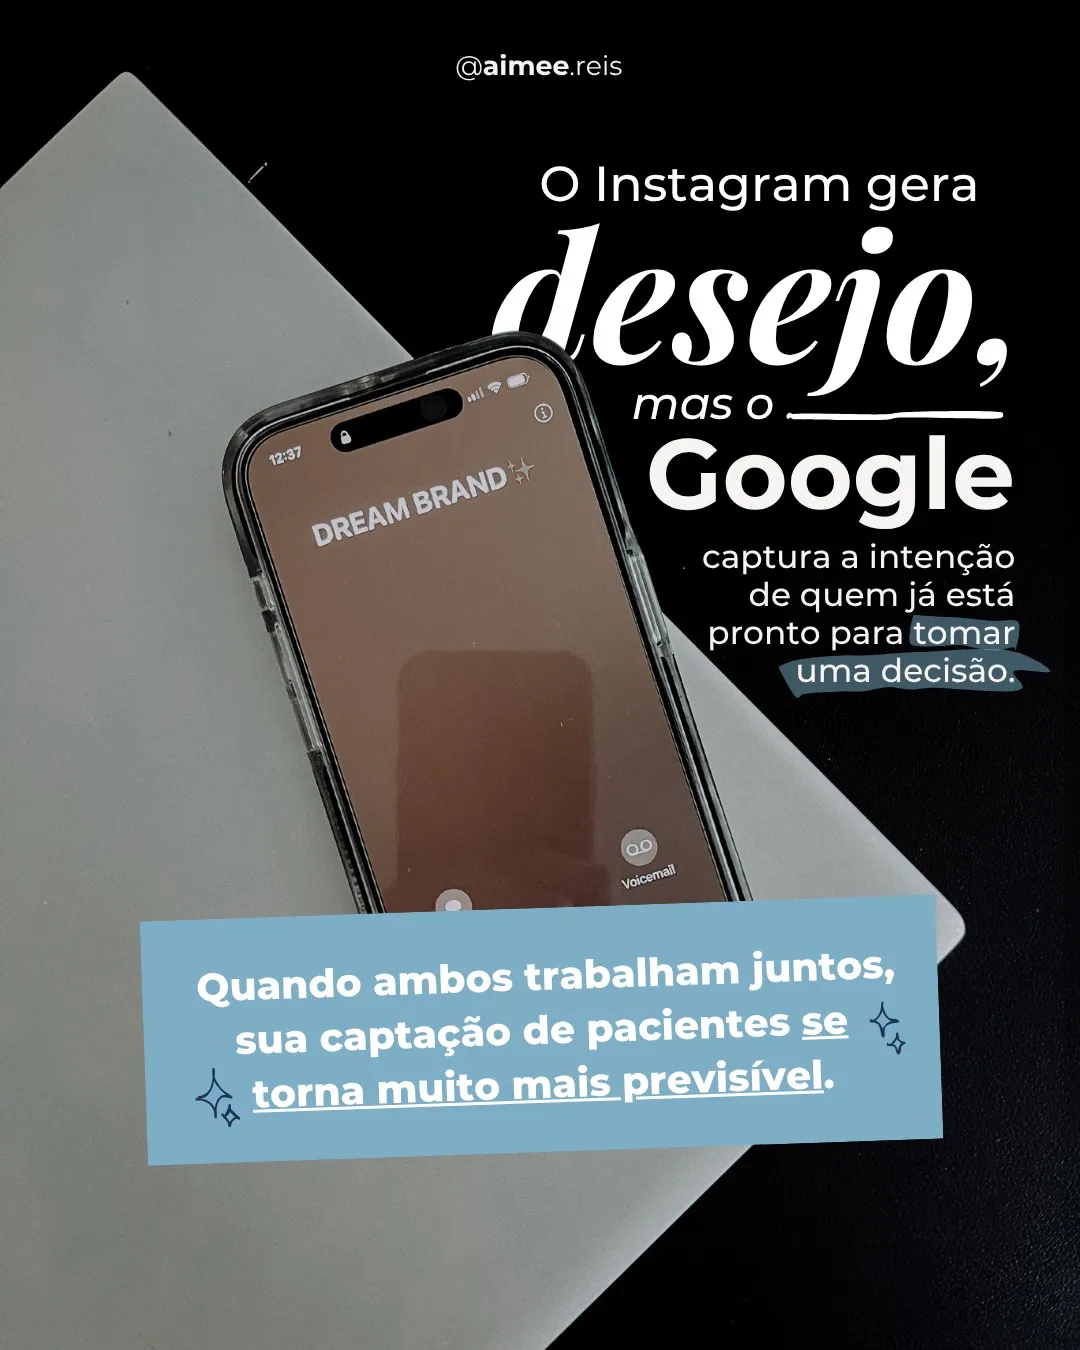 @aimee.reis
O Instagram gera
desejo,
mas o
Google
captura a intenção
de quem já está
pronto para tomar
uma decisão.
12:37
DREAM BRAND
Voicemail
Quando ambos trabalham juntos,
sua captação de pacientes se
torna muito mais previsível.